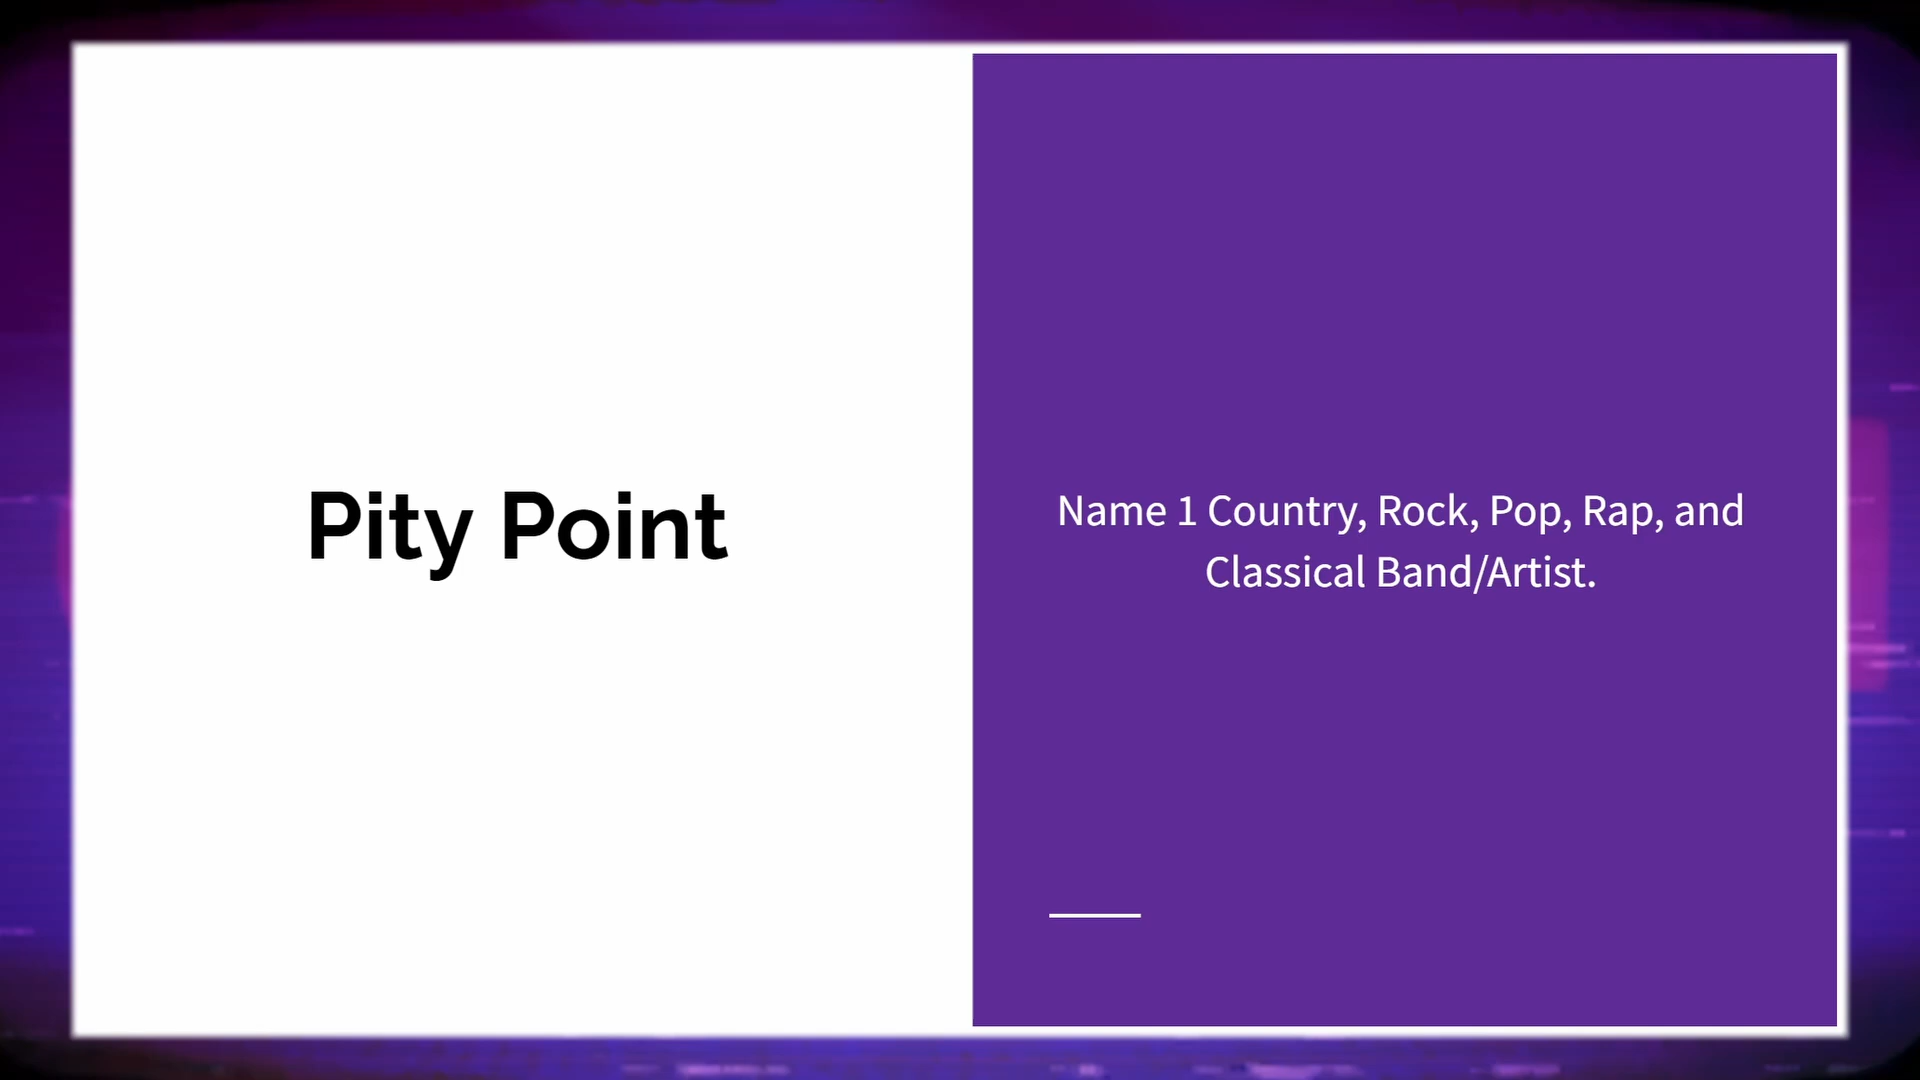 Pity Point
Name 1 Country, Rock, Pop, Rap, and
Classical Band/Artist.